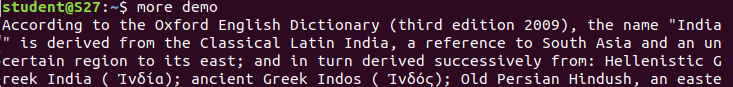 student@S27:~$ more demo
According to the Oxford English Dictionary (third edition 2009), the name "India
" is derived from the Classical Latin India, a reference to South Asia and an un
certain region to its east; and in turn derived successively from: Hellenistic G
reek India ( Ἰνδία); ancient Greek Indos ( Ἰνδός); Old Persian Hindush, an easte